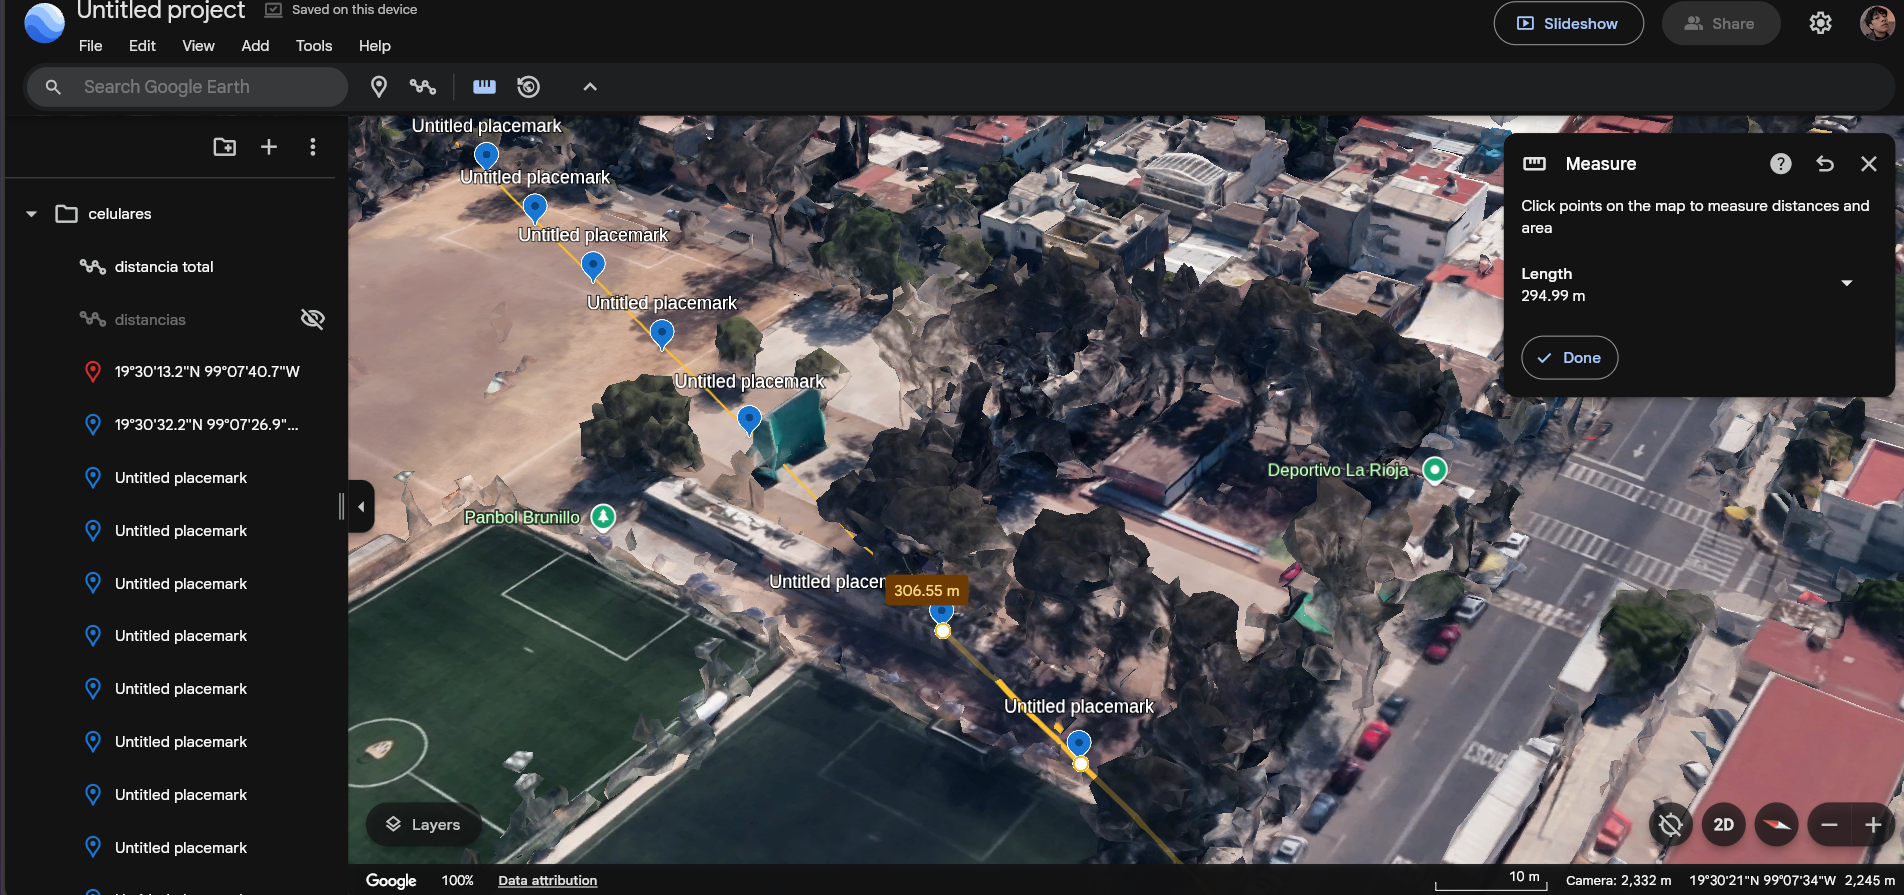 Untitled project
Saved on this device
File Edit View Add Tools Help
Slideshow
Share
Search Google Earth
celulares
distancia total
distancias
19°30'13.2"N 99°07'40.7"W
19°30'32.2"N 99°07'26.9"...
Untitled placemark
Untitled placemark
Untitled placemark
Untitled placemark
Untitled placemark
Untitled placemark
Untitled placemark
Untitled placemark
Untitled placemark
Untitled placemark
Untitled placemark
Untitled placemark
Untitled placemark
Deportivo La Rioja
Panbol Brunillo
Untitled placem
306.55 m
Untitled placemark
ESCUE
Measure
Click points on the map to measure distances and
area
Length
294.99 m
Done
Layers
2D
Google 100% Data attribution
10 m Camera: 2,332 m 19°30'21"N 99°07'34"W 2,245 m